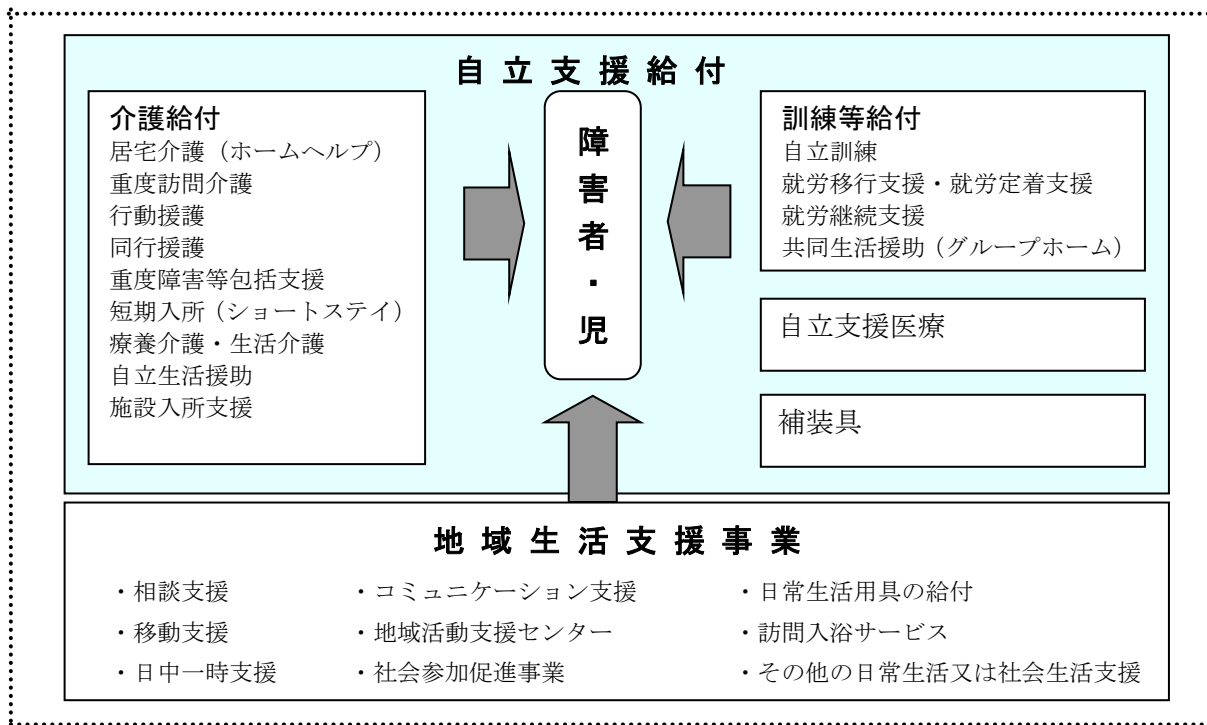 自立支援給付
介護給付
居宅介護(ホームヘルプ)
重度訪問介護
行動援護
同行援護
重度障害等包括支援
短期入所(ショートステイ)
療養介護・生活介護
自立生活援助
施設入所支援
障害者・児
訓練等給付
自立訓練
就労移行支援・就労定着支援
就労継続支援
共同生活援助(グループホーム)
自立支援医療
補装具
地域生活支援事業
・相談支援
・移動支援
・日中一時支援
・コミュニケーション支援
・地域活動支援センター
・社会参加促進事業
・日常生活用具の給付
・訪問入浴サービス
・その他の日常生活又は社会生活支援